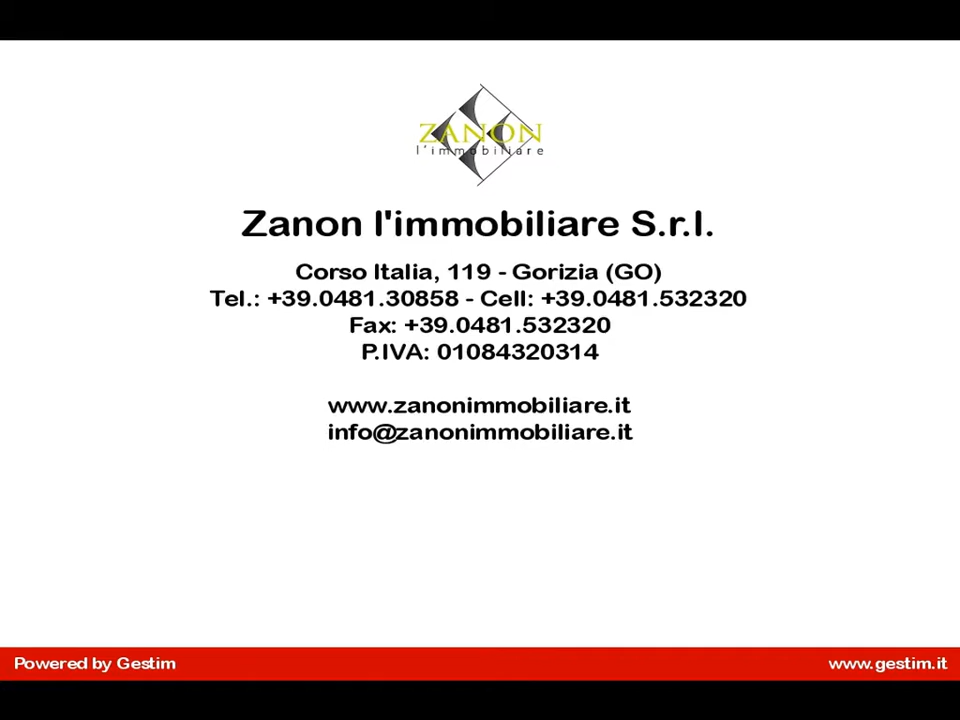 ZANON
l'immobiliare
Zanon l'immobiliare S.r.l.
Corso Italia, 119 - Gorizia (GO)
Tel.: +39.0481.30858 - Cell: +39.0481.532320
Fax: +39.0481.532320
P.IVA: 01084320314
www.zanonimmobiliare.it
info@zanonimmobiliare.it
Powered by Gestim
www.gestim.it